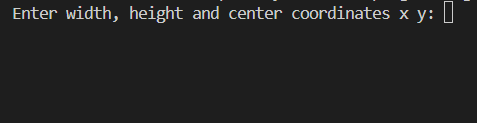 Enter width, height and center coordinates x y: